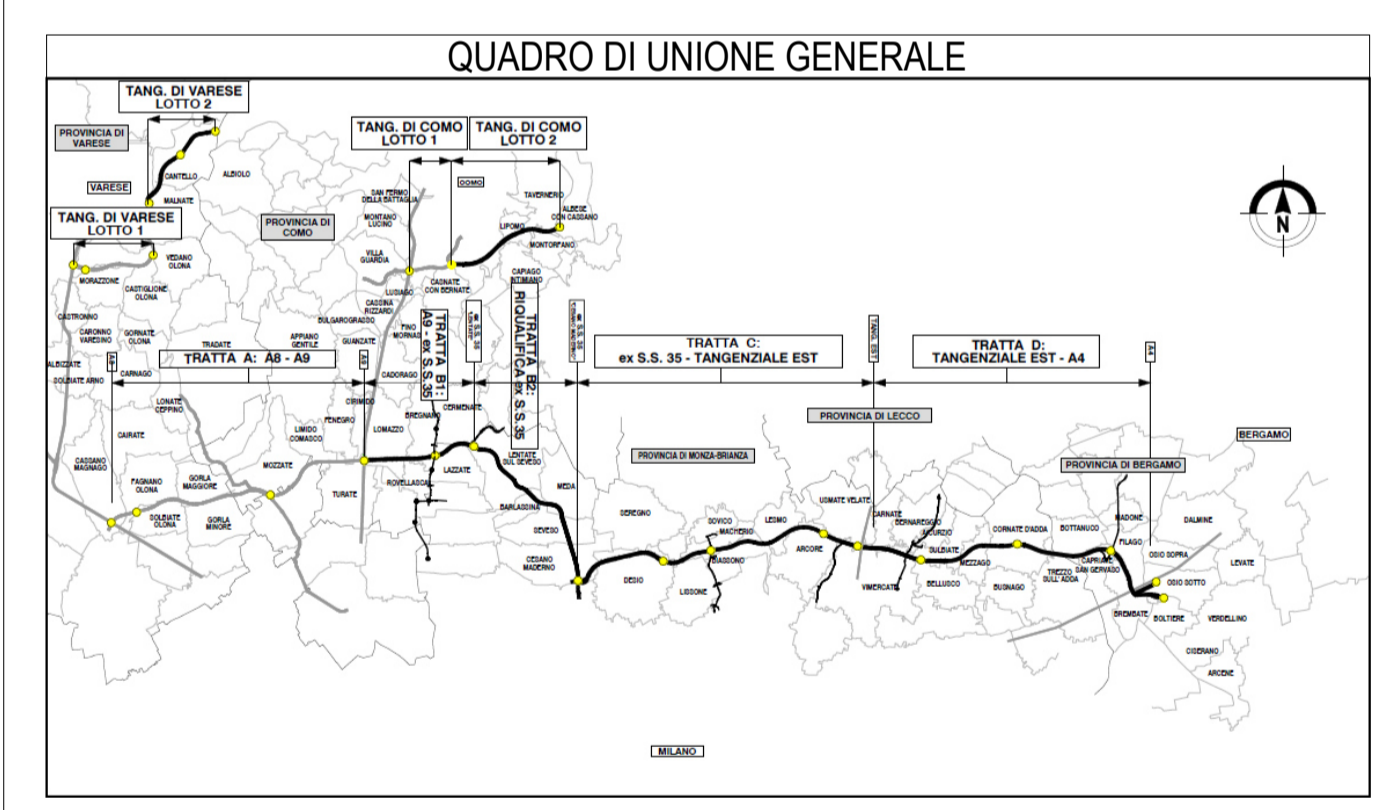 QUADRO DI UNIONE GENERALE
TANG. DI VARESE
LOTTO 2
PROVINCIA DI
VARESE
CANTELLO
ALBIOLO
VARESE
MALNATE
TANG. DI VARESE
LOTTO 1
PROVINCIA DI
COMO
VEDANO
OLONA
MORAZZONE
CASTIGLIONE
OLONA
TANG. DI COMO
LOTTO 1
TANG. DI COMO
LOTTO 2
COMO
SAN FERMO
DELLA BATTAGLIA
MONTANO
LUCINO
VILLA
GUARDIA
TAVERNERIO
ALBESE
CON CASSANO
LIPOMO
MONTORFANO
LUSIAGO
CASNATE
CON BERNATE
CAPIAGO
INTIMIANO
CASSINA
RIZZARDI
BULGAROGRASSO
FINO
MORNAS
N
CASTRONNO
CARONNO
VARESINO
GORNATE
OLONA
APPIANO
GENTILE
GUANZATE
TRADATE
ALBIZZATE
SOLBIATE ARNO
CARNAGO
TRATTA A: A8 - A9
A9
CADORAGO
TRATTA B1:
A9 - ex S.S.35
ex S.S. 35
TRATTA B2:
RIQUALIFICA ex S.S.35
ex S.S. 35
TRATTA C:
ex S.S. 35 - TANGENZIALE EST
TANG. EST
TRATTA D:
TANGENZIALE EST - A4
A4
LONATE
CEPPINO
CIRIMIDO
FENEGRO
LIMIDO
COMASCO
LOMAZZO
BREGNANO
CERMENATE
CAIRATE
CASSANO
MAGNAGO
MOZZATE
FAGNANO
OLONA
GORLA
MAGGIORE
TURATE
ROVELLASCA
LAZZATE
LENTATE
SUL SEVESO
MEDA
BARLASSINA
SOLBIATE
OLONA
GORLA
MINORE
SEVESO
CESANO
MADERNO
PROVINCIA DI LECCO
PROVINCIA DI MONZA-BRIANZA
PROVINCIA DI BERGAMO
BERGAMO
SEREGNO
SOVICO
MACHERIO
LESMO
BIASSONO
DESIO
LISSONE
ARCORE
USMATE VELATE
CARNATE
BERNAREGGIO
SULBIATE
MEZZAGO
VIMERCATE
BELLUSCO
CORNATE D'ADDA
BUSNAGO
BOTTANUCO
TREZZO
SULL' ADDA
MADONE
FILAGO
CAPRIATE
SAN GERVASIO
DALMINE
OSIO SOPRA
OSIO SOTTO
LEVATE
BREMBATE
BOLTIERE
VERDELLINO
CISERANO
ARCENE
MILANO